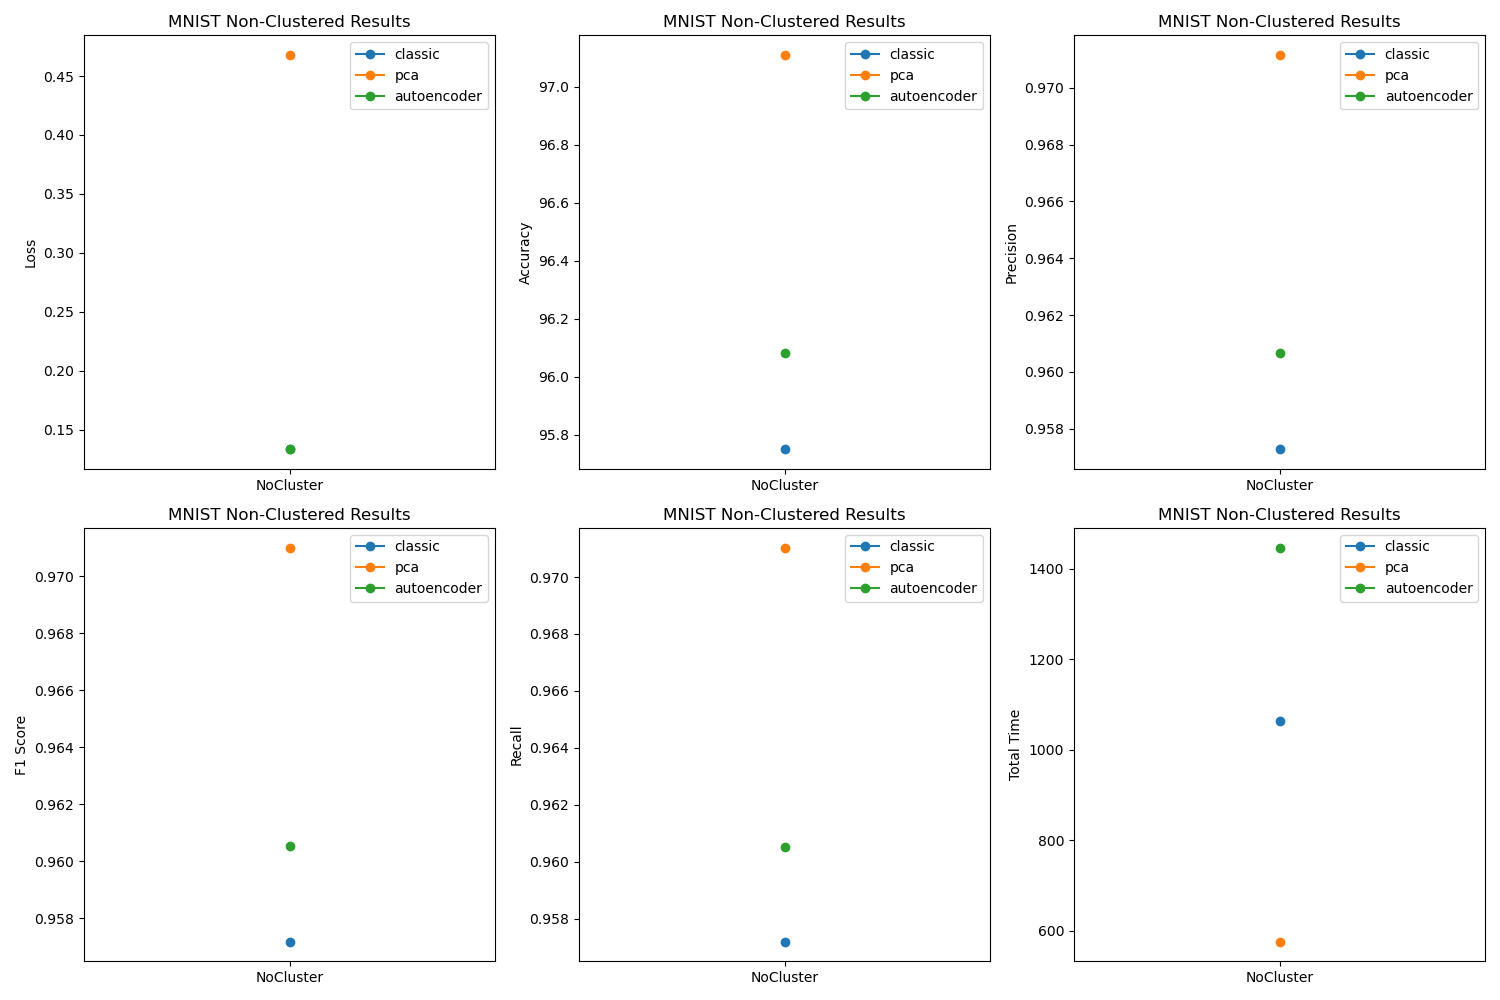 MNIST Non-Clustered Results
Loss
0.45
0.40
0.35
0.30
0.25
0.20
0.15
classic
pca
autoencoder
NoCluster
MNIST Non-Clustered Results
Accuracy
97.0
96.8
96.6
96.4
96.2
96.0
95.8
classic
pca
autoencoder
NoCluster
MNIST Non-Clustered Results
Precision
0.970
0.968
0.966
0.964
0.962
0.960
0.958
classic
pca
autoencoder
NoCluster
MNIST Non-Clustered Results
F1 Score
0.970
0.968
0.966
0.964
0.962
0.960
0.958
classic
pca
autoencoder
NoCluster
MNIST Non-Clustered Results
Recall
0.970
0.968
0.966
0.964
0.962
0.960
0.958
classic
pca
autoencoder
NoCluster
MNIST Non-Clustered Results
Total Time
1400
1200
1000
800
600
classic
pca
autoencoder
NoCluster